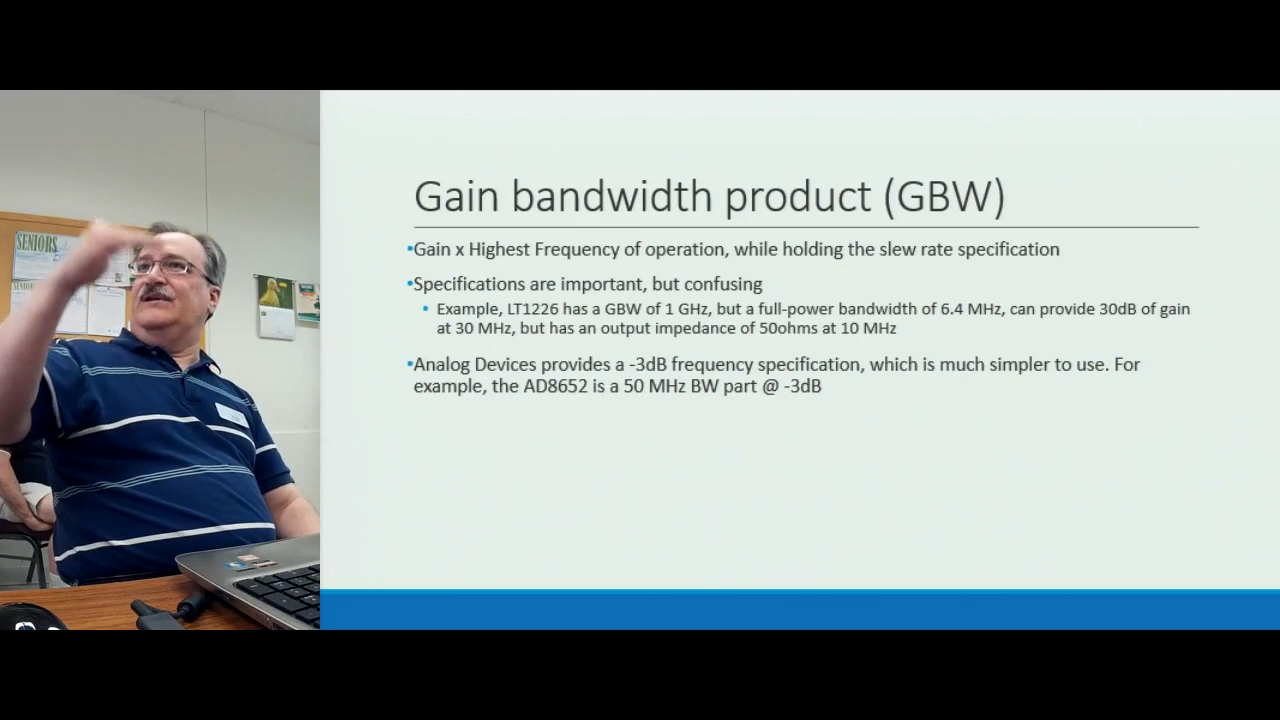 SENIORS
Gain bandwidth product (GBW)
•Gain x Highest Frequency of operation, while holding the slew rate specification
•Specifications are important, but confusing
• Example, LT1226 has a GBW of 1 GHz, but a full-power bandwidth of 6.4 MHz, can provide 30dB of gain
at 30 MHz, but has an output impedance of 50ohms at 10 MHz
•Analog Devices provides a -3dB frequency specification, which is much simpler to use. For
example, the AD8652 is a 50 MHz BW part @ -3dB